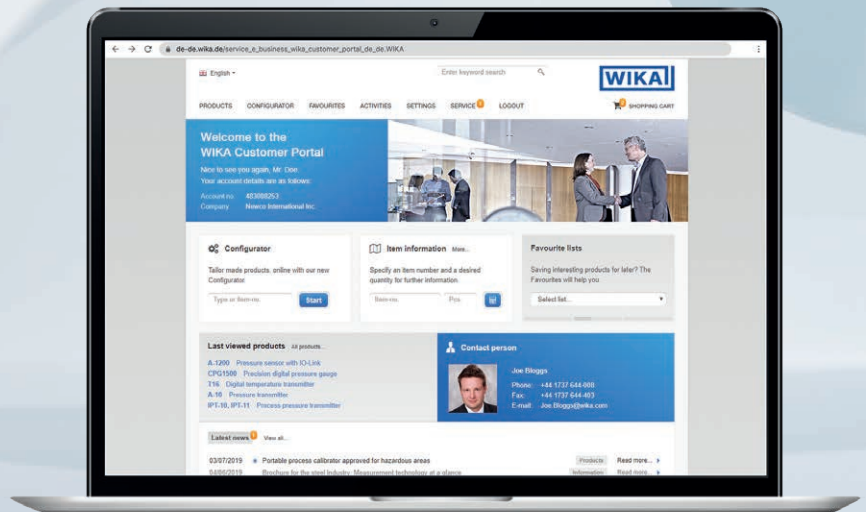 de-de.wika.de/service_e_business_wika_customer_portal_de_de.WIKA
English
Enter keyword search
WIKA
PRODUCTS CONFIGURATOR FAVOURITES ACTIVITIES SETTINGS SERVICE LOGOUT SHOPPING CART
Welcome to the
WIKA Customer Portal
Nice to see you again, Mr. Doe.
Your account details are as follows:
Account no. 483088253
Company Newco International Inc.
Configurator
Tailor made products, online with our new
Configurator.
Type or Item-no.
Start
Item information More...
Specify an item number and a desired
quantity for further information.
Item-no. Pcs.
Favourite lists
Saving interesting products for later? The
Favourites will help you
Select list...
Last viewed products All products...
A-1200 Pressure sensor with IO-Link
CPG1500 Precision digital pressure gauge
T16 Digital temperature transmitter
A-10 Pressure transmitter
IPT-10, IPT-11 Process pressure transmitter
Contact person
Joe Bloggs
Phone: +44 1737 644-008
Fax: +44 1737 644-403
E-mail: Joe.Bloggs@wika.com
Latest news View all...
03/07/2019 Portable process calibrator approved for hazardous areas Products Read more...
04/06/2019 Brochure for the steel Industry: Measurement technology at a glance Information Read more...